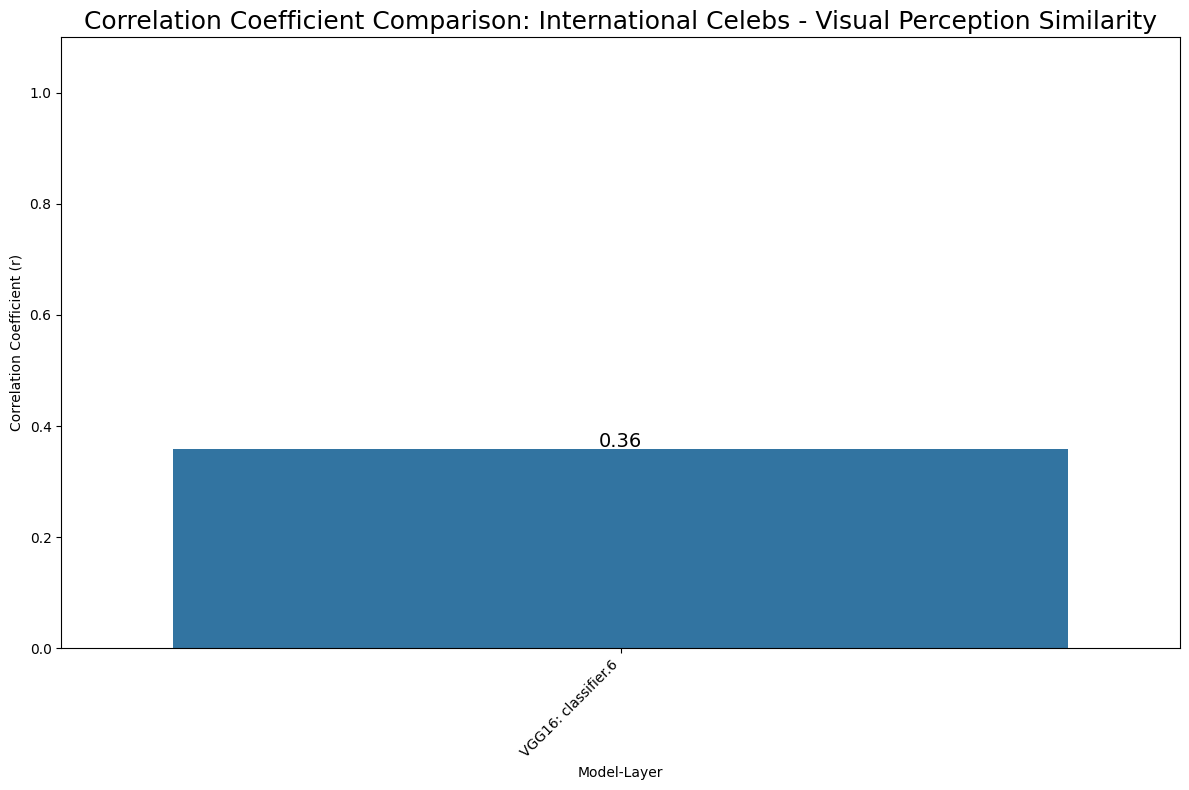 Correlation Coefficient Comparison: International Celebs - Visual Perception Similarity
Correlation Coefficient (r)
1.0
0.8
0.6
0.4
0.2
0.0
0.36
VGG16: classifier.6
Model-Layer